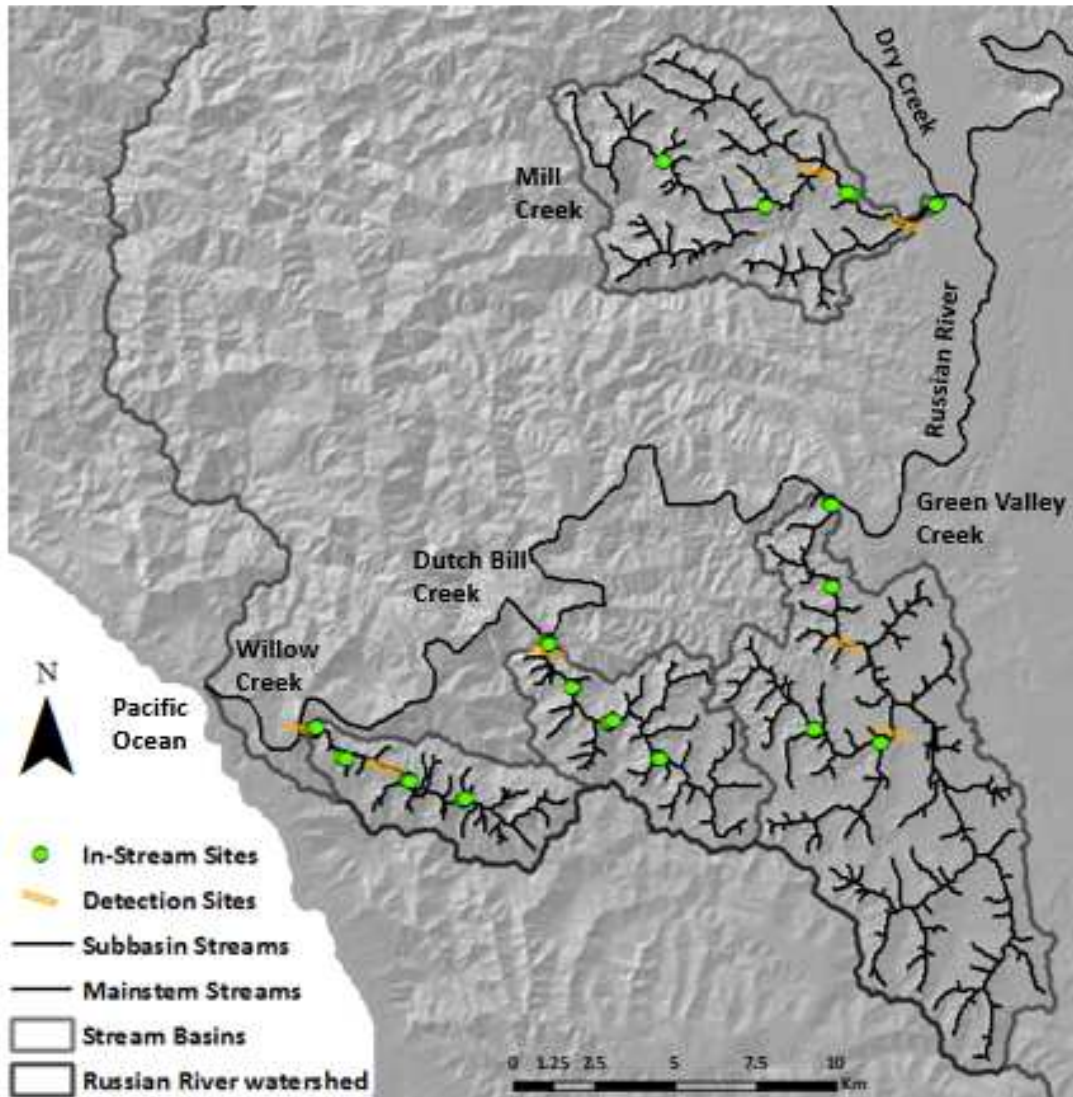 Dry Creek
Mill
Creek
Russian River
Green Valley
Creek
Dutch Bill
Creek
Willow
Creek
N
Pacific
Ocean
In-Stream Sites
Detection Sites
Subbasin Streams
Mainstem Streams
Stream Basins
Russian River watershed
0 1.25 2.5 5 7.5 10
Km